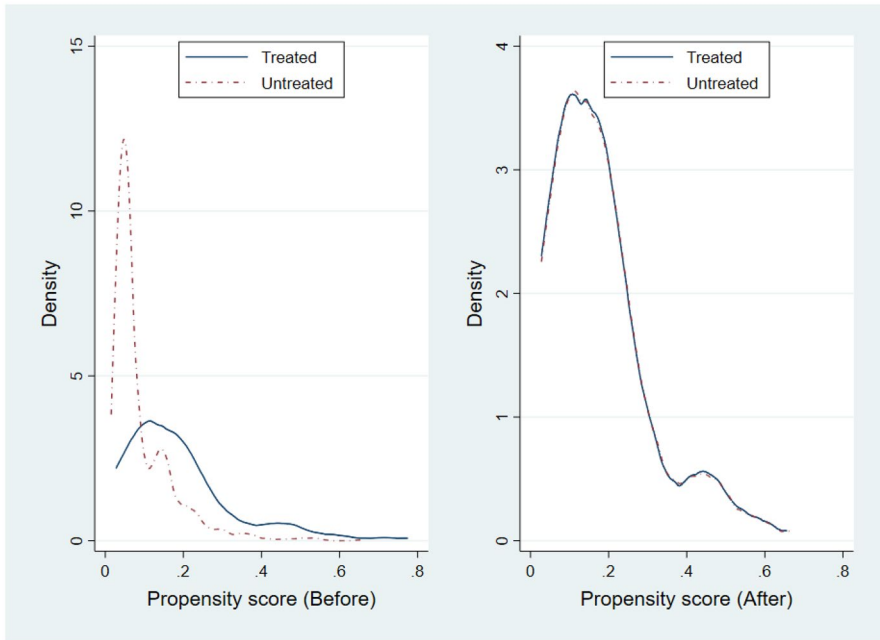 15
10
5
0
Density
Treated
Untreated
0
.2
.4
.6
.8
Propensity score (Before)
4
3
2
1
0
Density
Treated
Untreated
0
.2
.4
.6
.8
Propensity score (After)